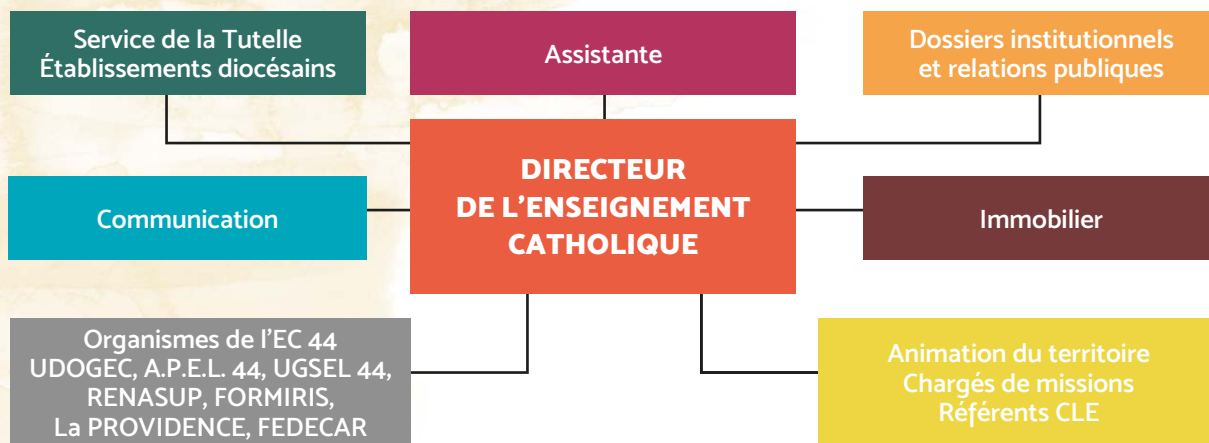 Service de la Tutelle
Établissements diocésains
Assistante
Dossiers institutionnels
et relations publiques
DIRECTEUR
DE L'ENSEIGNEMENT
CATHOLIQUE
Communication
Immobilier
Organismes de l'EC 44
UDOGEC, A.P.E.L. 44, UGSEL 44,
RENASUP, FORMIRIS,
La PROVIDENCE, FEDECAR
Animation du territoire
Chargés de missions
Référents CLE